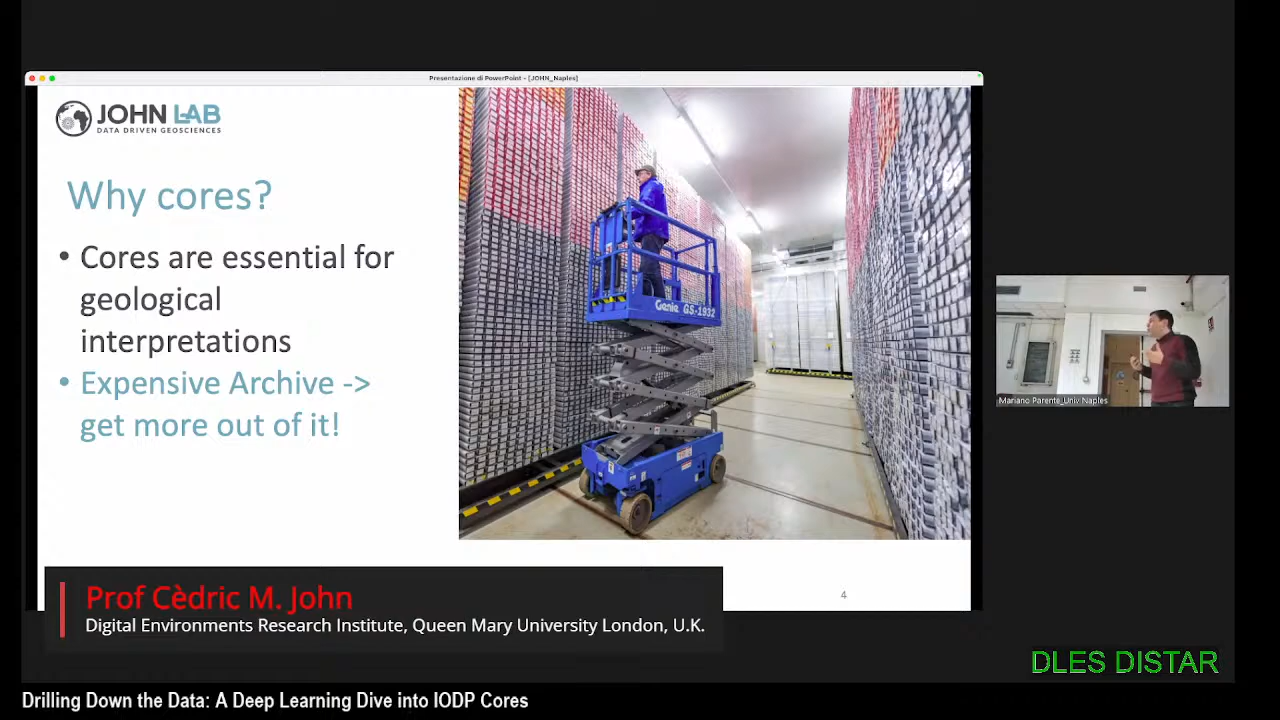 Presentazione di PowerPoint - [JOHN_Naples]
JOHN LAB
DATA DRIVEN GEOSCIENCES
Why cores?
• Cores are essential for
geological
interpretations
• Expensive Archive ->
get more out of it!
Genie GS-1932
Mariano Parente_Univ Naples
4
Prof Cèdric M. John
Digital Environments Research Institute, Queen Mary University London, U.K.
DLES DISTAR
Drilling Down the Data: A Deep Learning Dive into IODP Cores